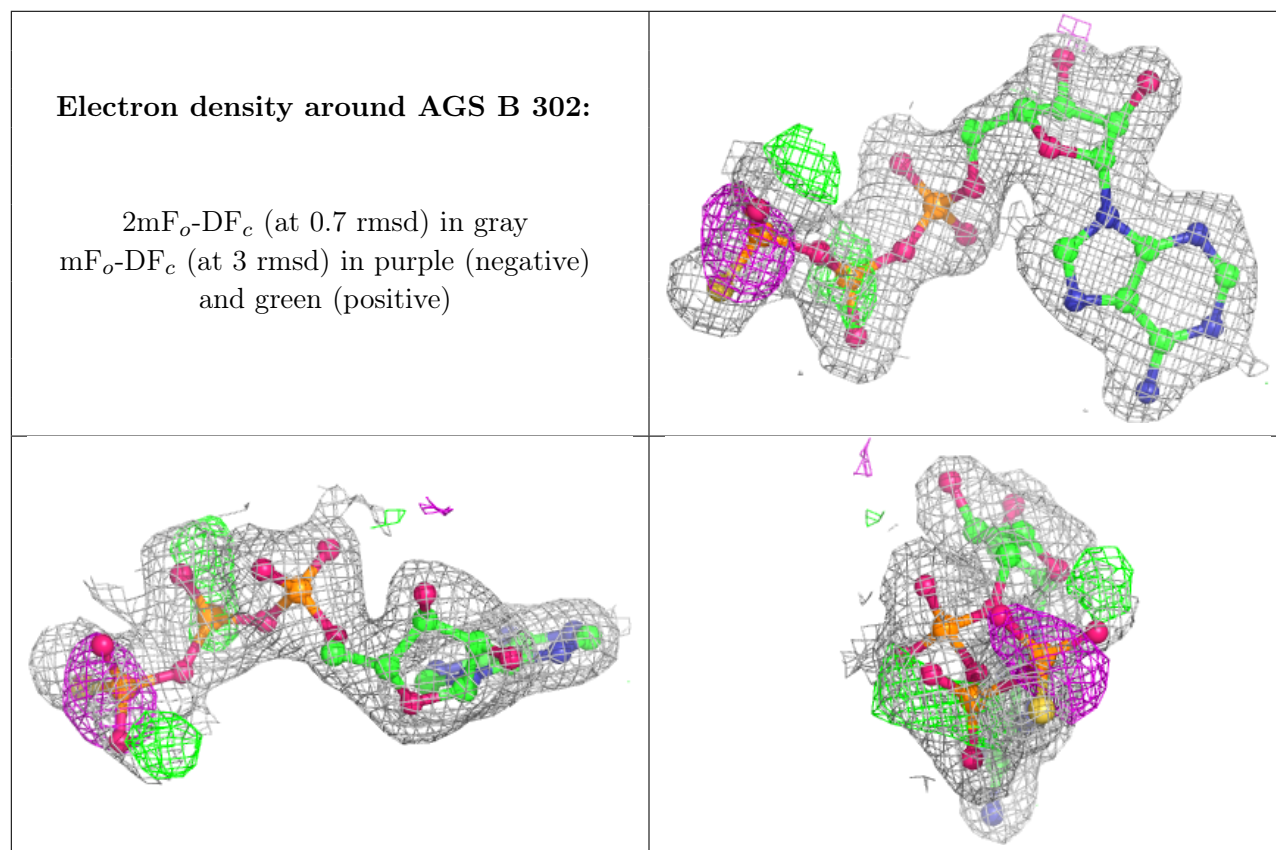 Electron density around AGS B 302:
2mFₒ-DF𝒸 (at 0.7 rmsd) in gray
mFₒ-DF𝒸 (at 3 rmsd) in purple (negative)
and green (positive)